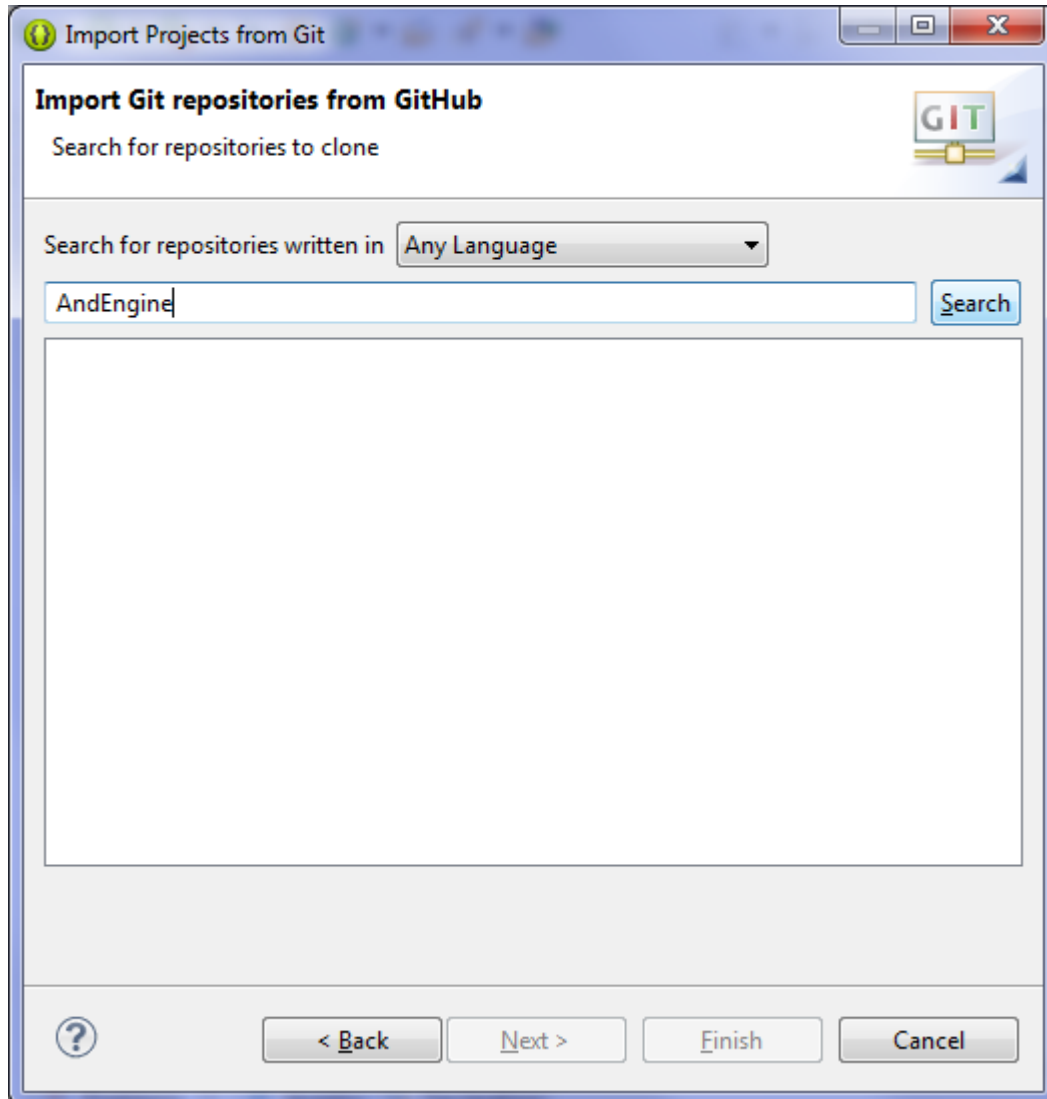 Import Projects from Git
Import Git repositories from GitHub
GIT
Search for repositories to clone
Search for repositories written in Any Language
AndEngine Search
? < Back Next > Finish Cancel